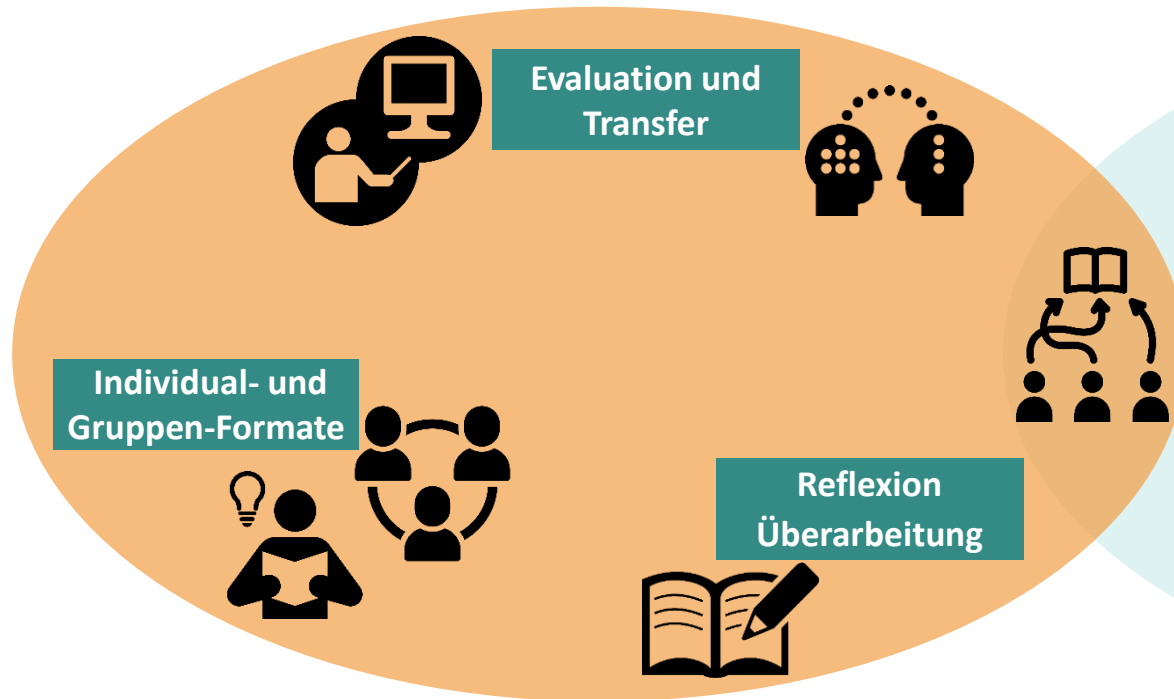 Evaluation und
Transfer
Individual- und
Gruppen-Formate
Reflexion
Überarbeitung